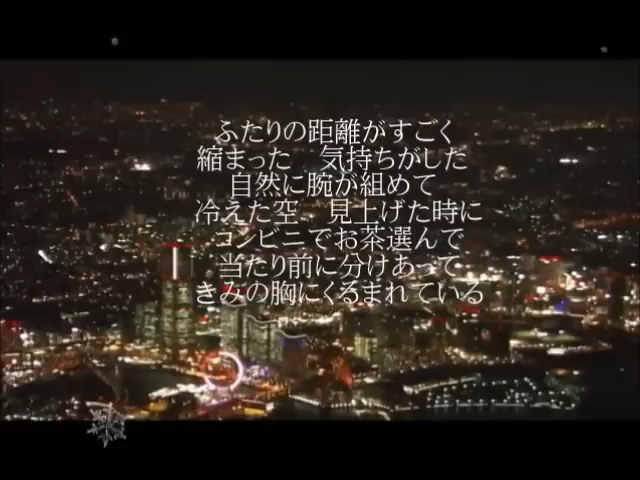 ふたりの距離がすごく
縮まった　気持ちがした
自然に腕が組めて
冷えた空　見上げた時に
コンビニでお茶選んで
当たり前に分けあって
きみの胸にくるまれている